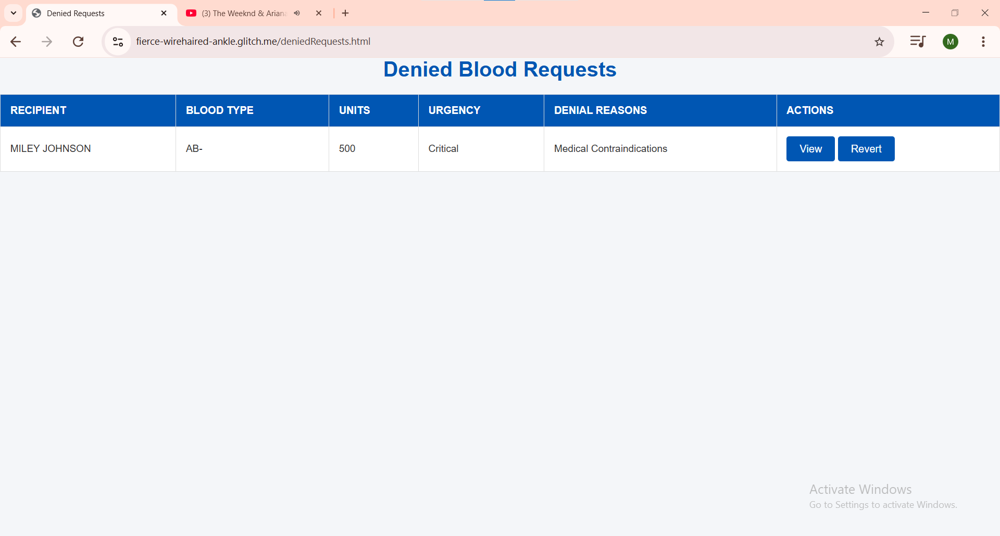 Denied Requests
(3) The Weeknd & Ariana
fierce-wirehaired-ankle.glitch.me/deniedRequests.html
M
Denied Blood Requests
RECIPIENT BLOOD TYPE UNITS URGENCY DENIAL REASONS ACTIONS
MILEY JOHNSON AB- 500 Critical Medical Contraindications View Revert
Activate Windows
Go to Settings to activate Windows.